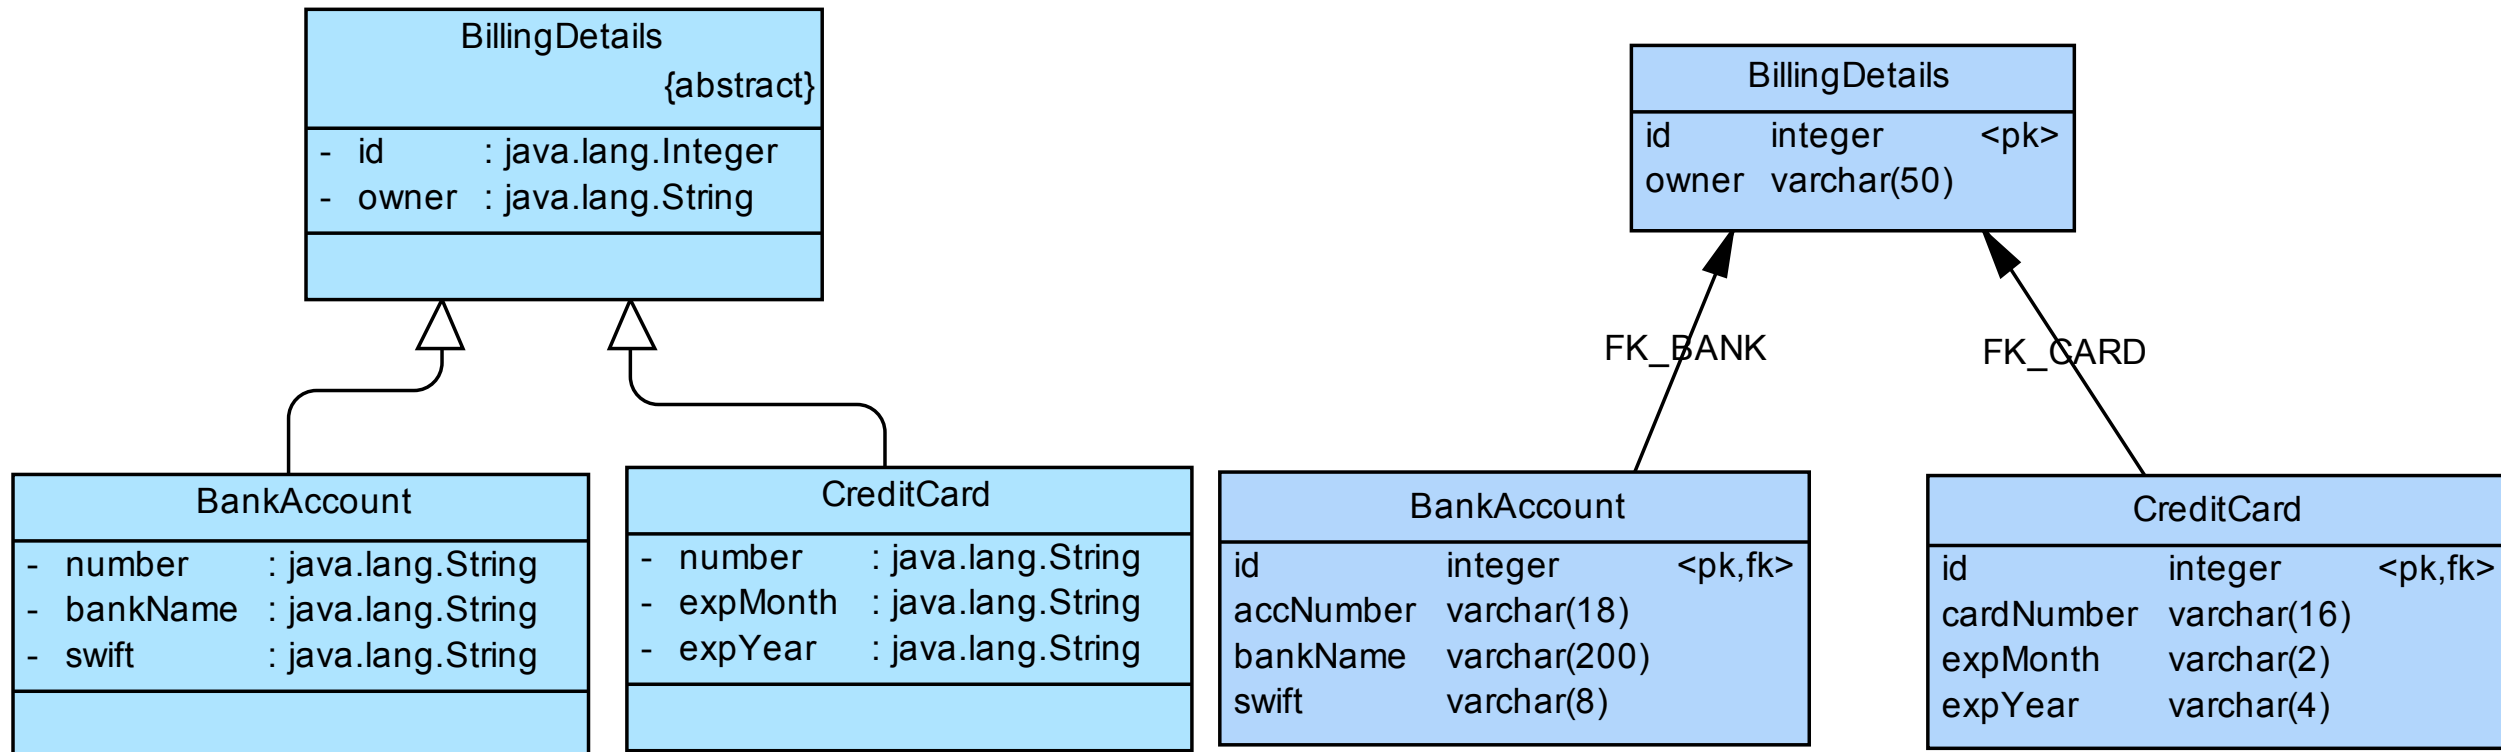 BillingDetails
{abstract}
- id : java.lang.Integer
- owner : java.lang.String
BankAccount
- number : java.lang.String
- bankName : java.lang.String
- swift : java.lang.String
CreditCard
- number : java.lang.String
- expMonth : java.lang.String
- expYear : java.lang.String
BillingDetails
id integer <pk>
owner varchar(50)
FK_BANK
FK_CARD
BankAccount
id integer <pk,fk>
accNumber varchar(18)
bankName varchar(200)
swift varchar(8)
CreditCard
id integer <pk,fk>
cardNumber varchar(16)
expMonth varchar(2)
expYear varchar(4)